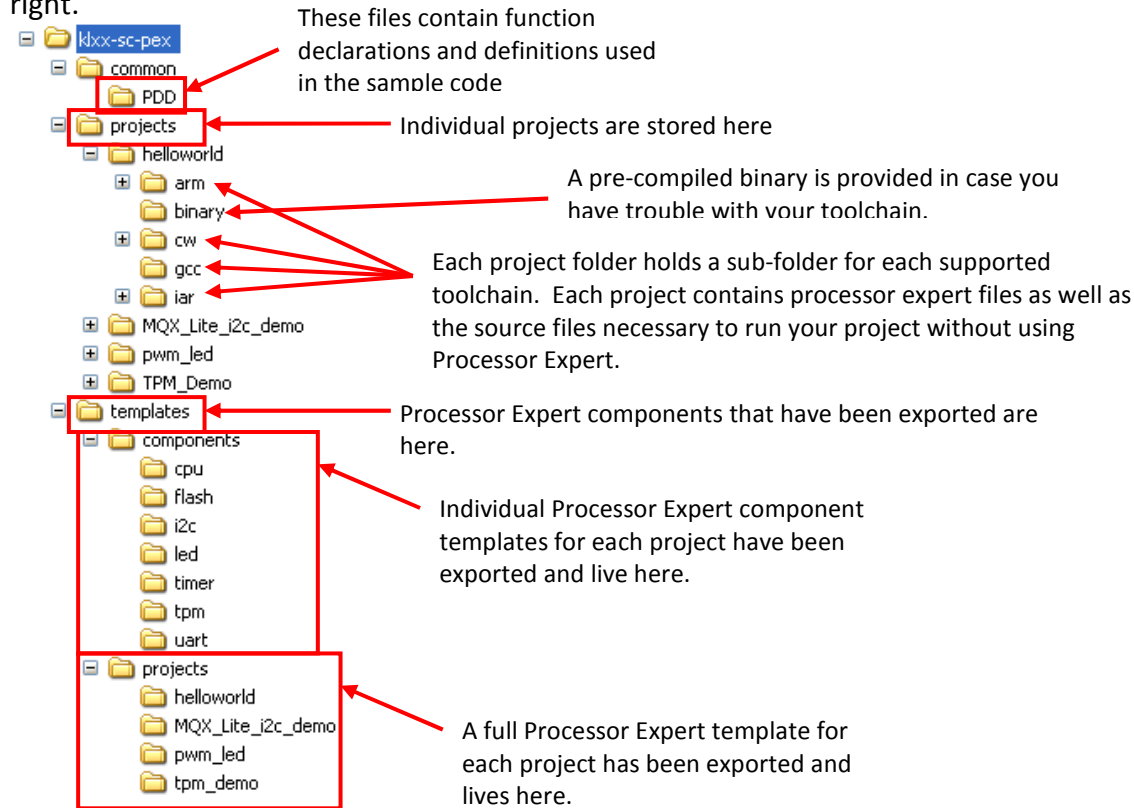 right.
These files contain function
declarations and definitions used
in the sample code
klxx-sc-pex
common
PDD
projects
Individual projects are stored here
helloworld
arm
A pre-compiled binary is provided in case you
have trouble with your toolchain.
binary
cw
gcc
iar
Each project folder holds a sub-folder for each supported
toolchain. Each project contains processor expert files as well as
the source files necessary to run your project without using
Processor Expert.
MQX_Lite_i2c_demo
pwm_led
TPM_Demo
templates
Processor Expert components that have been exported are
here.
components
cpu
flash
i2c
led
timer
tpm
uart
Individual Processor Expert component
templates for each project have been
exported and live here.
projects
helloworld
MQX_Lite_i2c_demo
pwm_led
tpm_demo
A full Processor Expert template for
each project has been exported and
lives here.